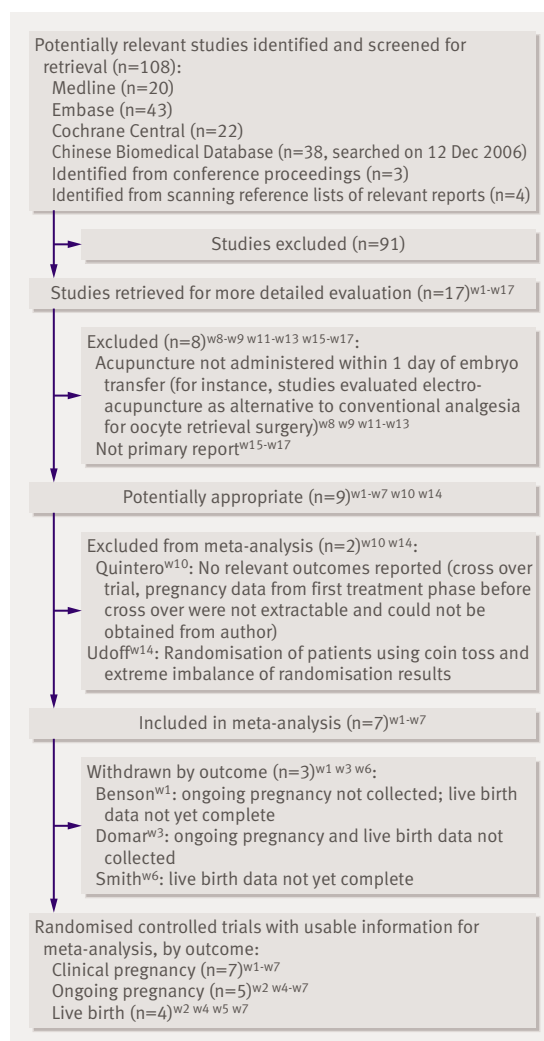 Potentially relevant studies identified and screened for
retrieval (n=108):
Medline (n=20)
Embase (n=43)
Cochrane Central (n=22)
Chinese Biomedical Database (n=38, searched on 12 Dec 2006)
Identified from conference proceedings (n=3)
Identified from scanning reference lists of relevant reports (n=4)
Studies excluded (n=91)
Studies retrieved for more detailed evaluation (n=17)w1-w17
Excluded (n=8)w8-w9 w11-w13 w15-w17:
Acupuncture not administered within 1 day of embryo
transfer (for instance, studies evaluated electro-
acupuncture as alternative to conventional analgesia
for oocyte retrieval surgery)w8 w9 w11-w13
Not primary reportw15-w17
Potentially appropriate (n=9)w1-w7 w10 w14
Excluded from meta-analysis (n=2)w10 w14:
Quinterow10: No relevant outcomes reported (cross over
trial, pregnancy data from first treatment phase before
cross over were not extractable and could not be
obtained from author)
Udoffw14: Randomisation of patients using coin toss and
extreme imbalance of randomisation results
Included in meta-analysis (n=7)w1-w7
Withdrawn by outcome (n=3)w1 w3 w6:
Bensonw1: ongoing pregnancy not collected; live birth
data not yet complete
Domarw3: ongoing pregnancy and live birth data not
collected
Smithw6: live birth data not yet complete
Randomised controlled trials with usable information for
meta-analysis, by outcome:
Clinical pregnancy (n=7)w1-w7
Ongoing pregnancy (n=5)w2 w4-w7
Live birth (n=4)w2 w4 w5 w7